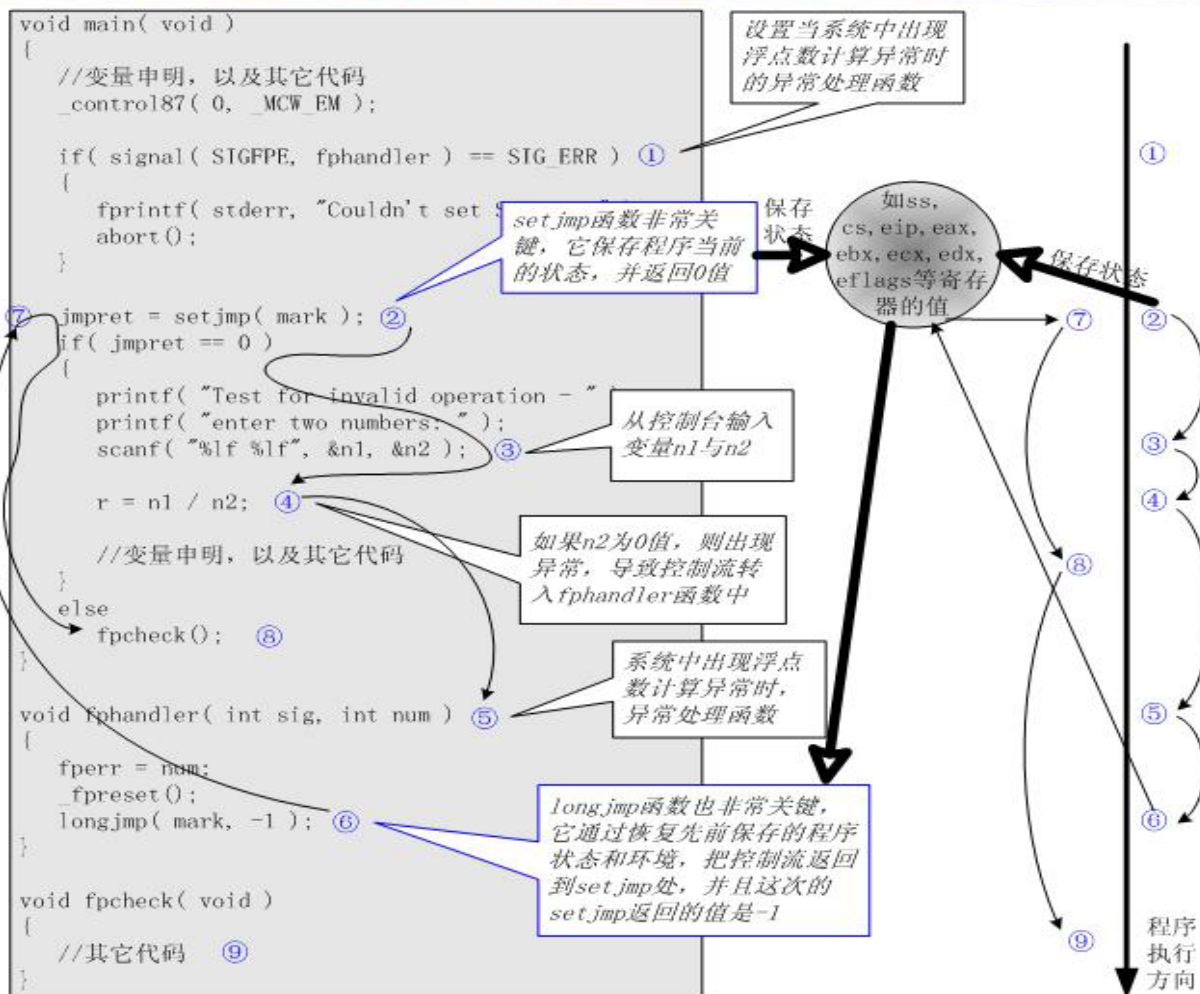 void main( void )
{
//变量申明，以及其它代码
_control87( 0, _MCW_EM );
if( signal( SIGFPE, fphandler ) == SIG_ERR ) ①
{
fprintf( stderr, "Couldn't set
abort();
}
⑦ jmpret = setjmp( mark ); ②
if( jmpret == 0 )
{
printf( "Test for invalid operation - "
printf( "enter two numbers: " );
scanf( "%lf %lf", &n1, &n2 ); ③
r = n1 / n2; ④
//变量申明，以及其它代码
}
else
fpcheck(); ⑧
}
void fphandler( int sig, int num ) ⑤
{
fperr = num;
_fpreset();
longjmp( mark, -1 ); ⑥
}
void fpcheck( void )
{
//其它代码 ⑨
}
设置当系统中出现
浮点数计算异常时
的异常处理函数
setjmp函数非常关
键，它保存程序当前
的状态，并返回0值
保存
状态
如ss,
cs,eip,eax,
ebx,ecx,edx,
eflags等寄存
器的值
保存状态
从控制台输入
变量n1与n2
如果n2为0值，则出现
异常，导致控制流转
入fphandler函数中
系统中出现浮点
数计算异常时，
异常处理函数
longjmp函数也非常关键，
它通过恢复先前保存的程序
状态和环境，把控制流返回
到setjmp处，并且这次的
setjmp返回的值是-1
①
⑦ ②
③
④
⑧
⑤
⑥
⑨
程序
执行
方向